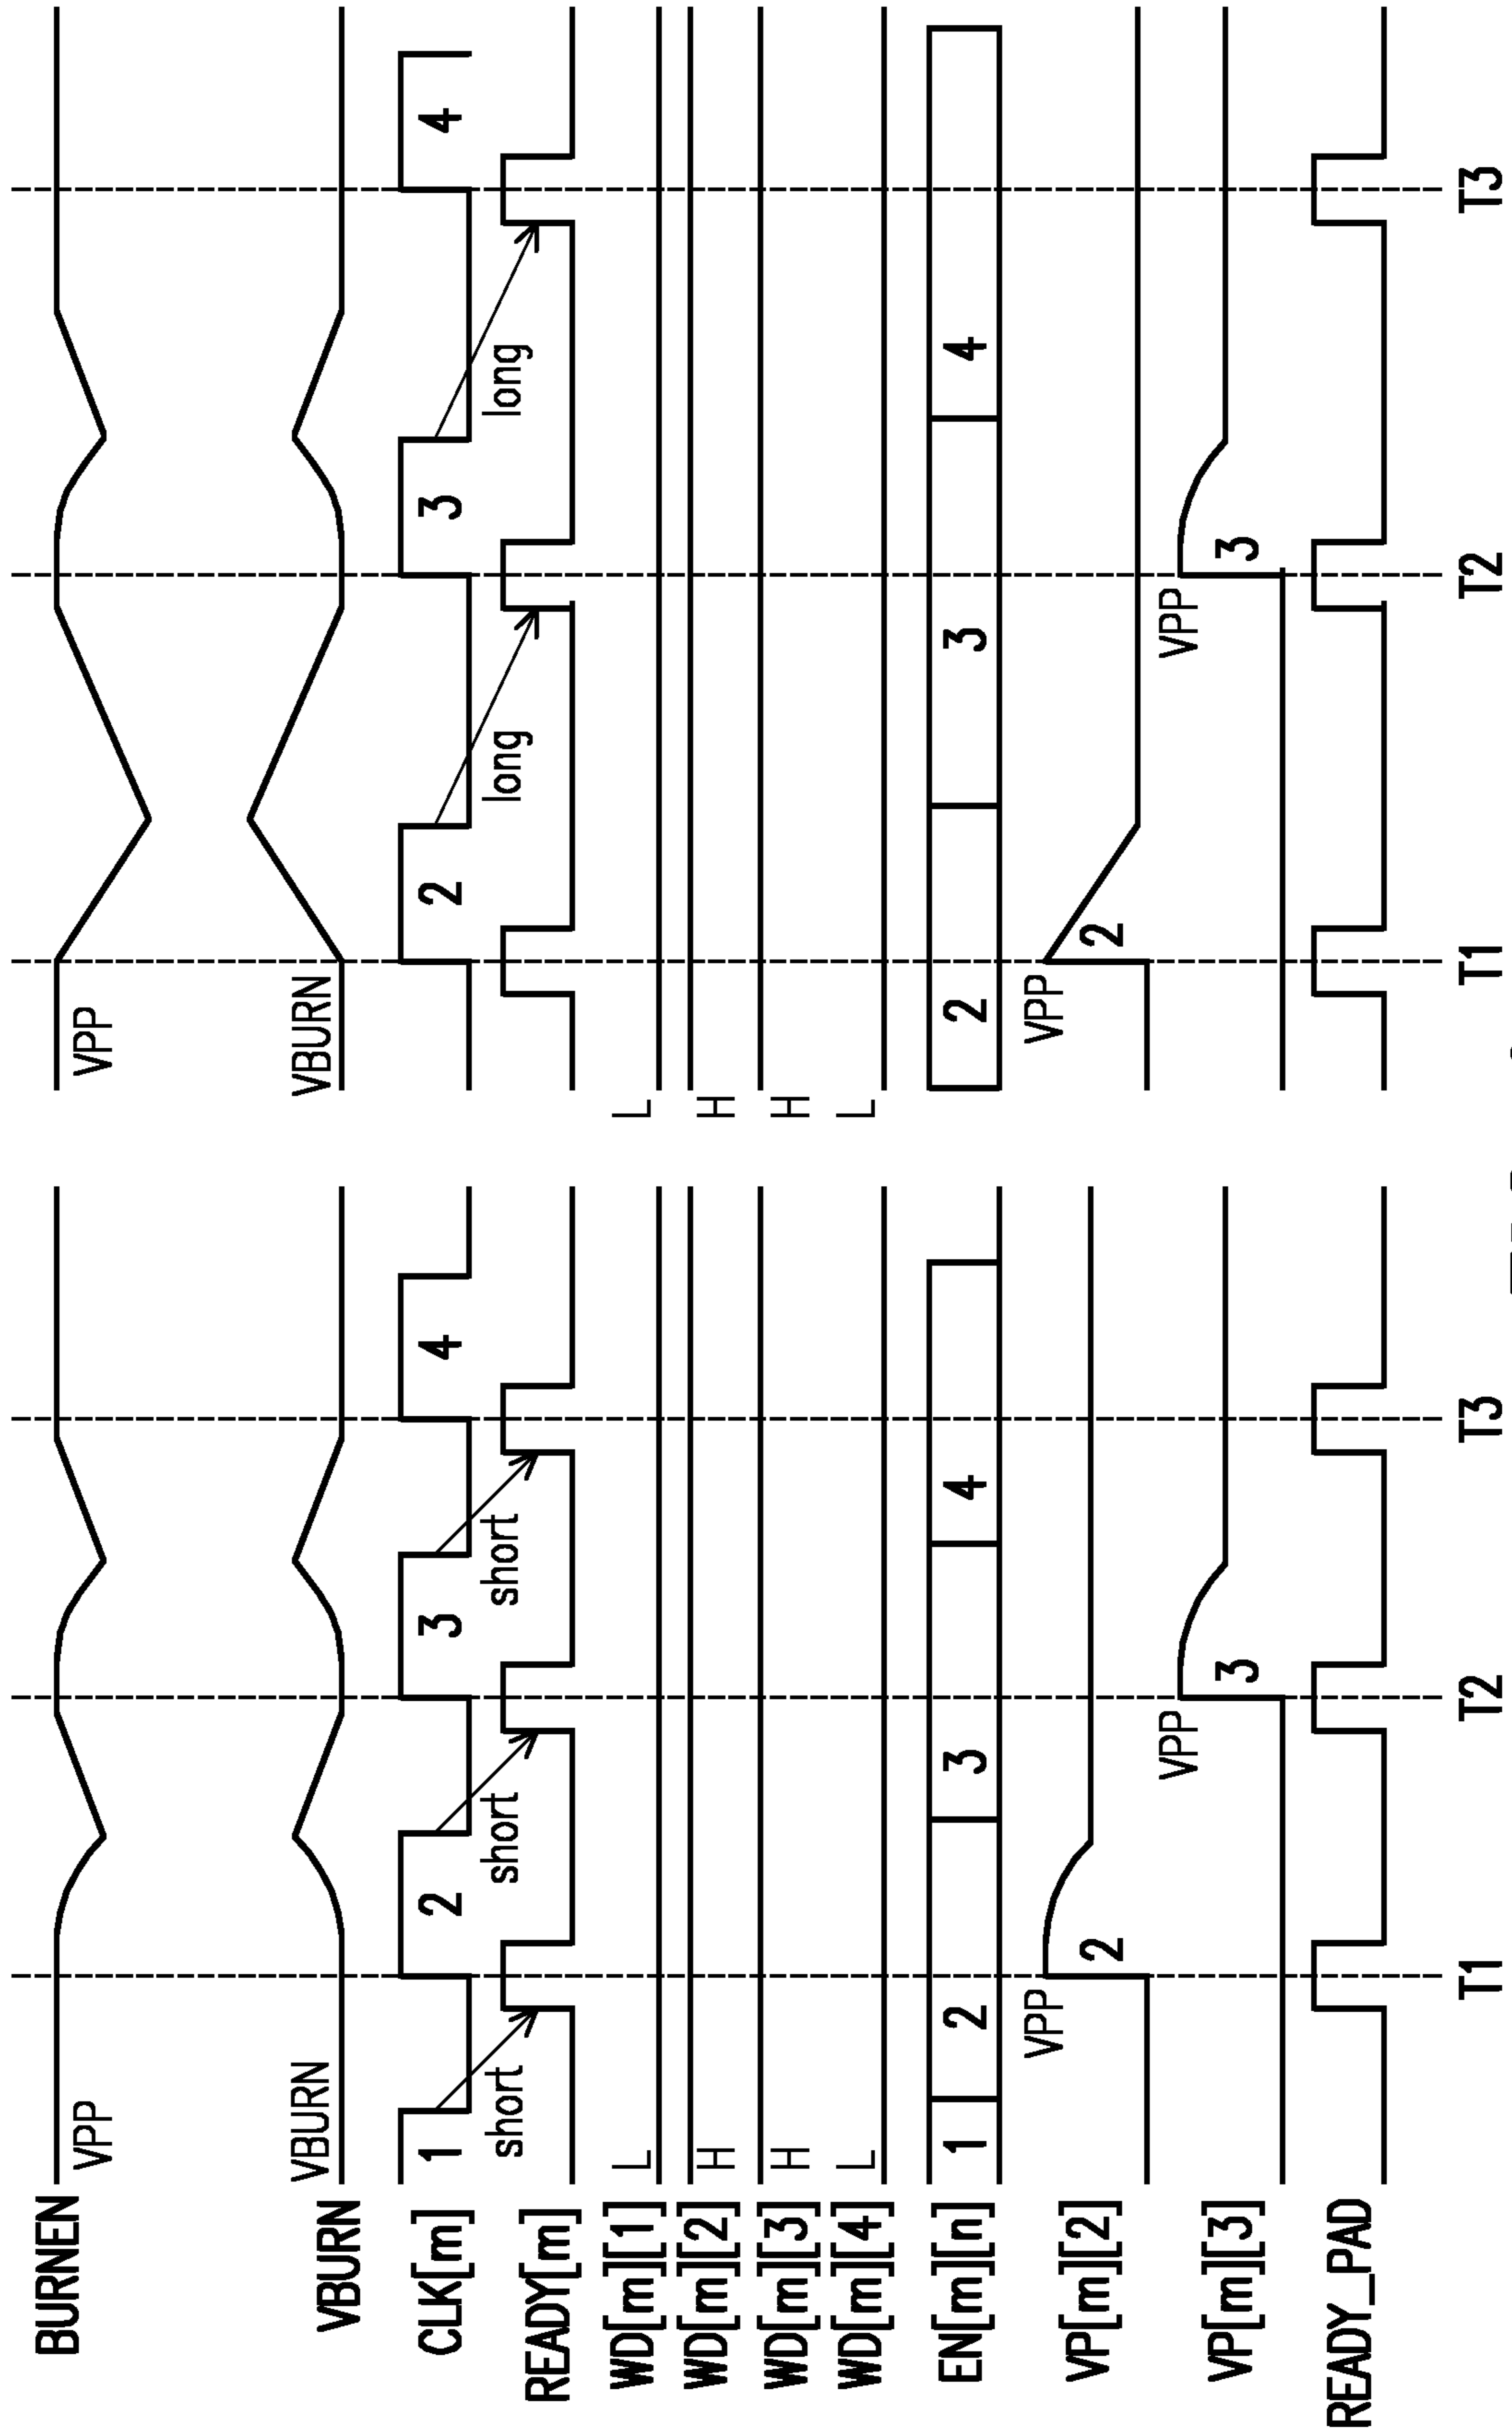 BURNEN VPP VPP
VBURN VBURN VBURN
CLK[m] 1 2 3 4 2 3 4
short short short long long
READY[m]
WD[m][1] L L
WD[m][2] H H
WD[m][3] H H
WD[m][4] L L
EN[m][n] 1 2 3 4 2 3 4
VP[m][2] VPP 2 VPP 2
VP[m][3] VPP 3 VPP 3
READY_PAD
T1 T2 T3 T1 T2 T3